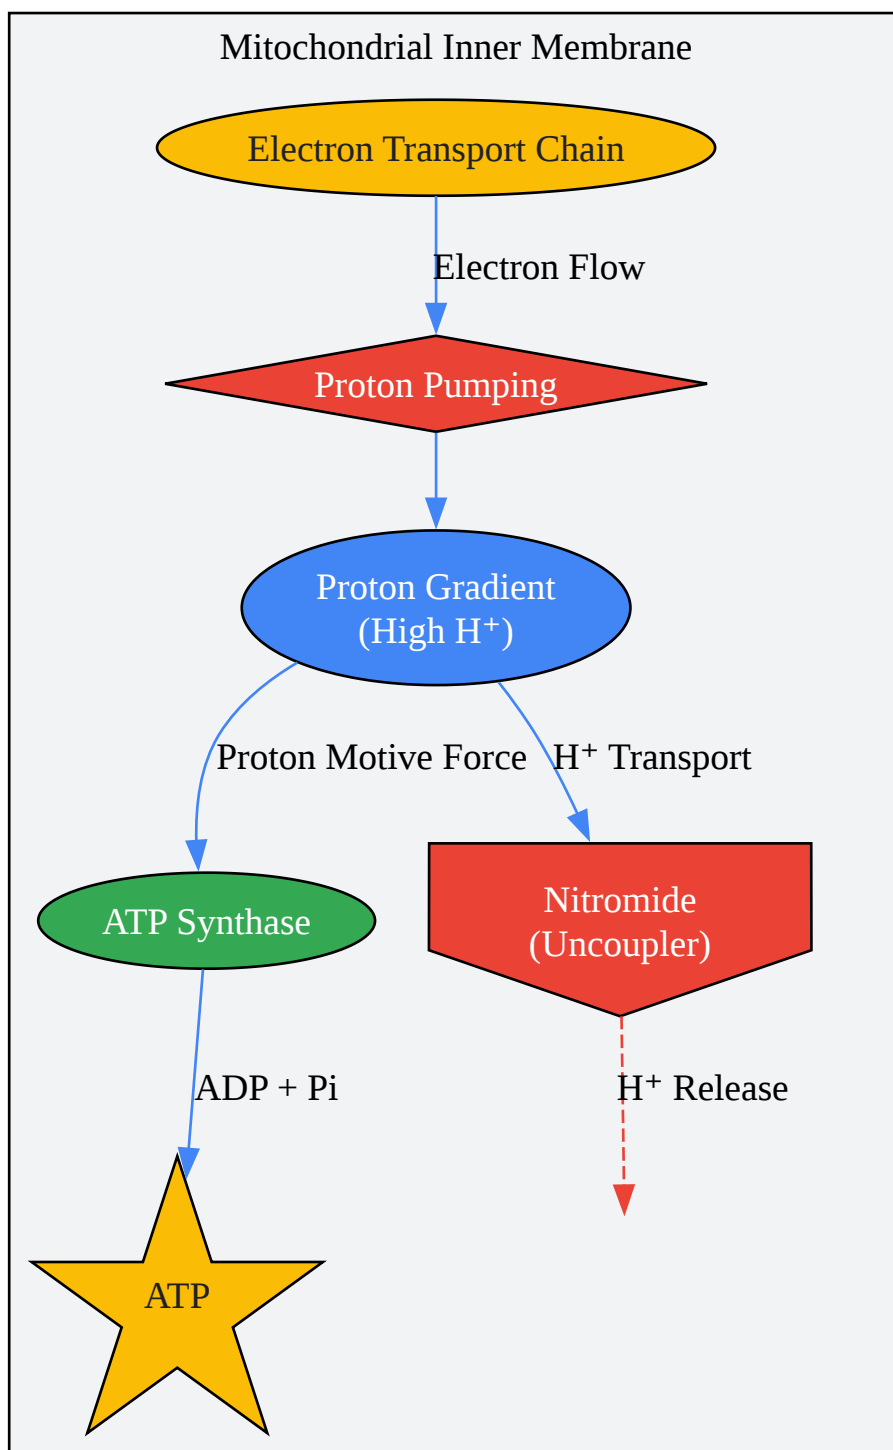 Mitochondrial Inner Membrane
Electron Transport Chain
Electron Flow
Proton Pumping
Proton Gradient
(High H⁺)
Proton Motive Force
H⁺ Transport
ATP Synthase
Nitromide
(Uncoupler)
ADP + Pi
H⁺ Release
ATP